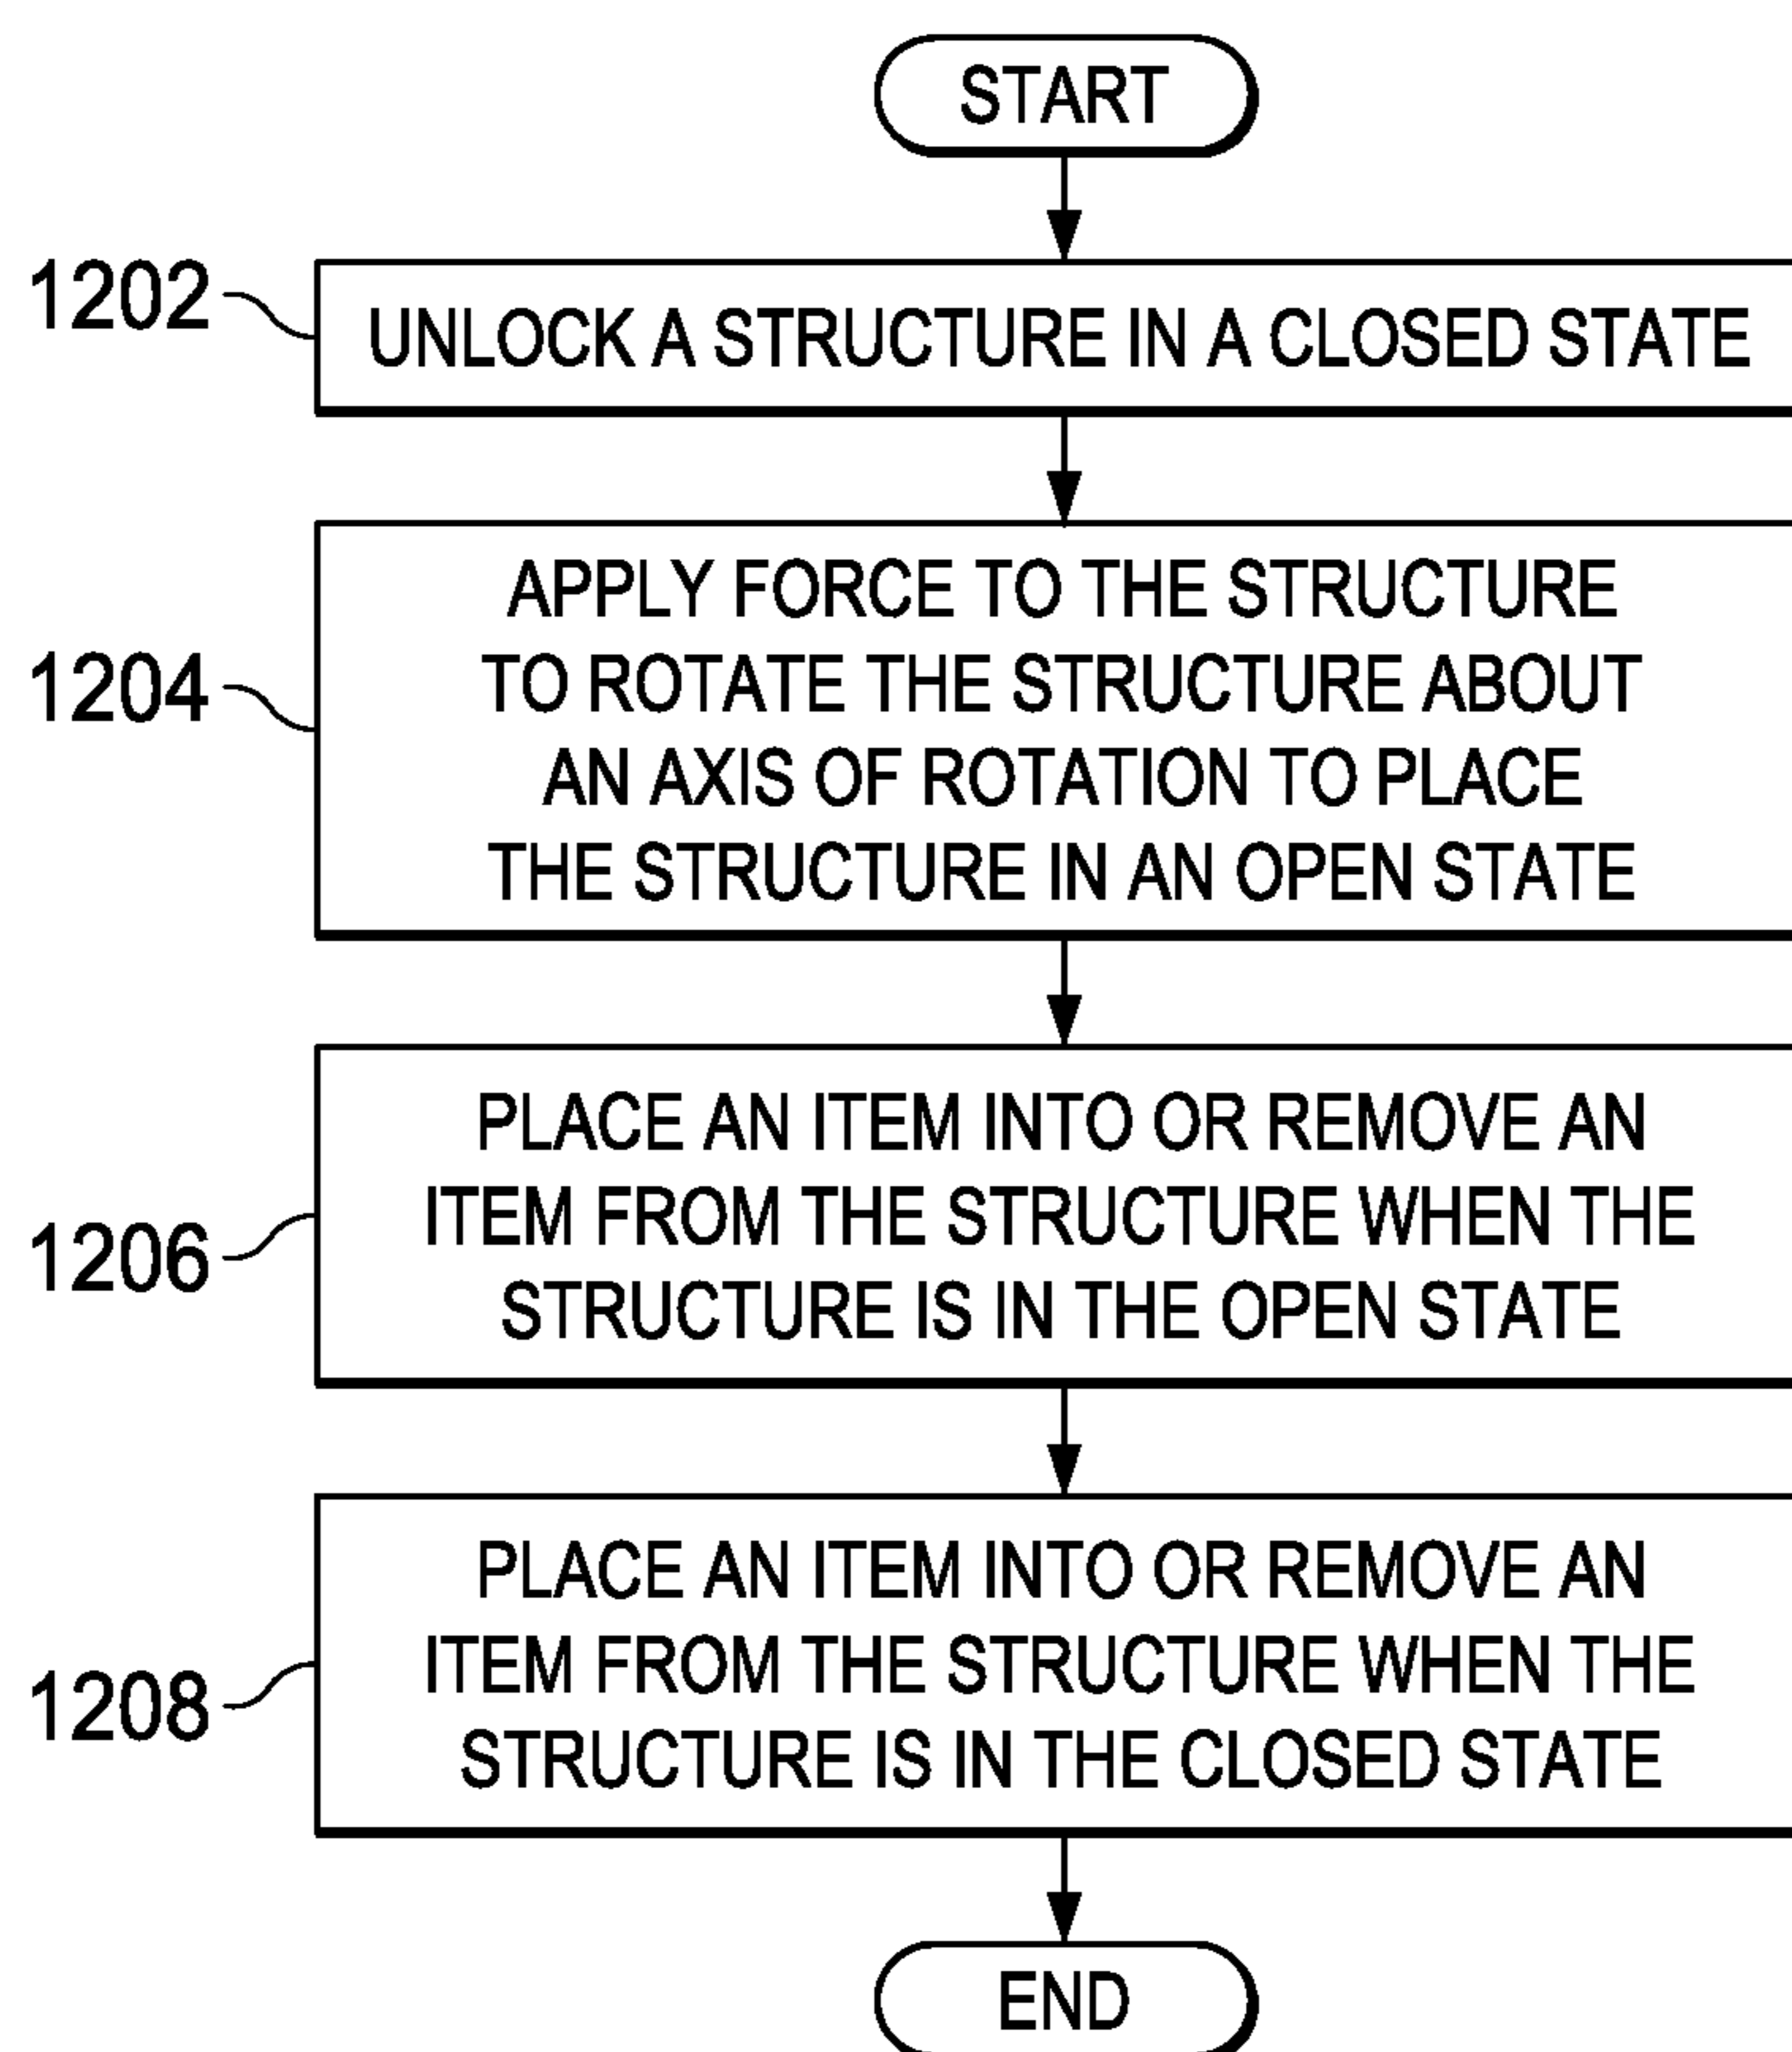 START
1202
UNLOCK A STRUCTURE IN A CLOSED STATE
1204
APPLY FORCE TO THE STRUCTURE
TO ROTATE THE STRUCTURE ABOUT
AN AXIS OF ROTATION TO PLACE
THE STRUCTURE IN AN OPEN STATE
1206
PLACE AN ITEM INTO OR REMOVE AN
ITEM FROM THE STRUCTURE WHEN THE
STRUCTURE IS IN THE OPEN STATE
1208
PLACE AN ITEM INTO OR REMOVE AN
ITEM FROM THE STRUCTURE WHEN THE
STRUCTURE IS IN THE CLOSED STATE
END